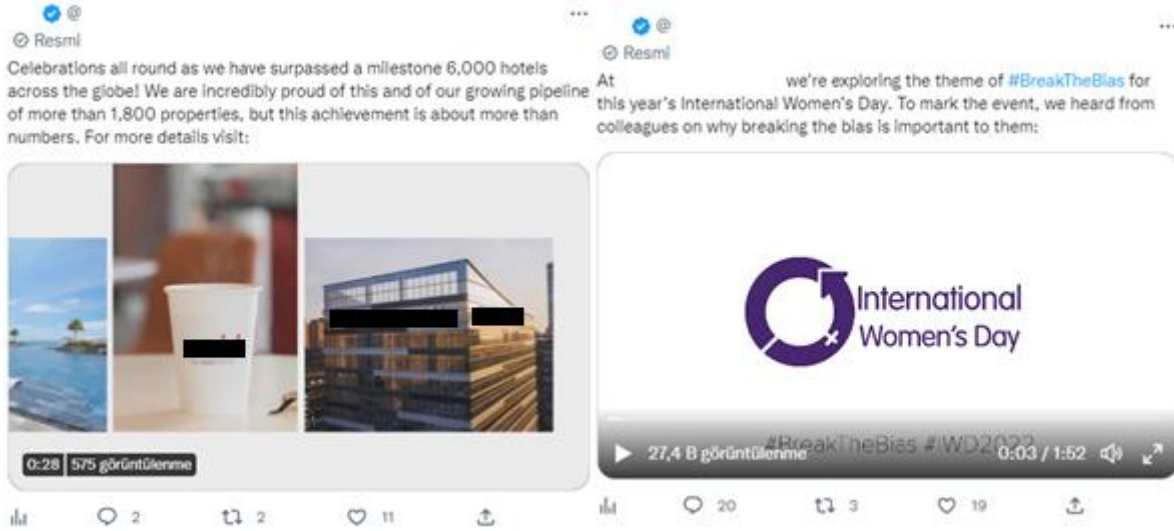 @
Resmi
Celebrations all round as we have surpassed a milestone 6,000 hotels
across the globe! We are incredibly proud of this and of our growing pipeline
of more than 1,800 properties, but this achievement is about more than
numbers. For more details visit:
0:28 575 görüntülenme
2 2 11
@
Resmi
At we're exploring the theme of #BreakTheBias for
this year's International Women's Day. To mark the event, we heard from
colleagues on why breaking the bias is important to them:
International
Women's Day
#BreakTheBias #IWD2022
27,4 B görüntülenme 0:03 / 1:52
20 3 19